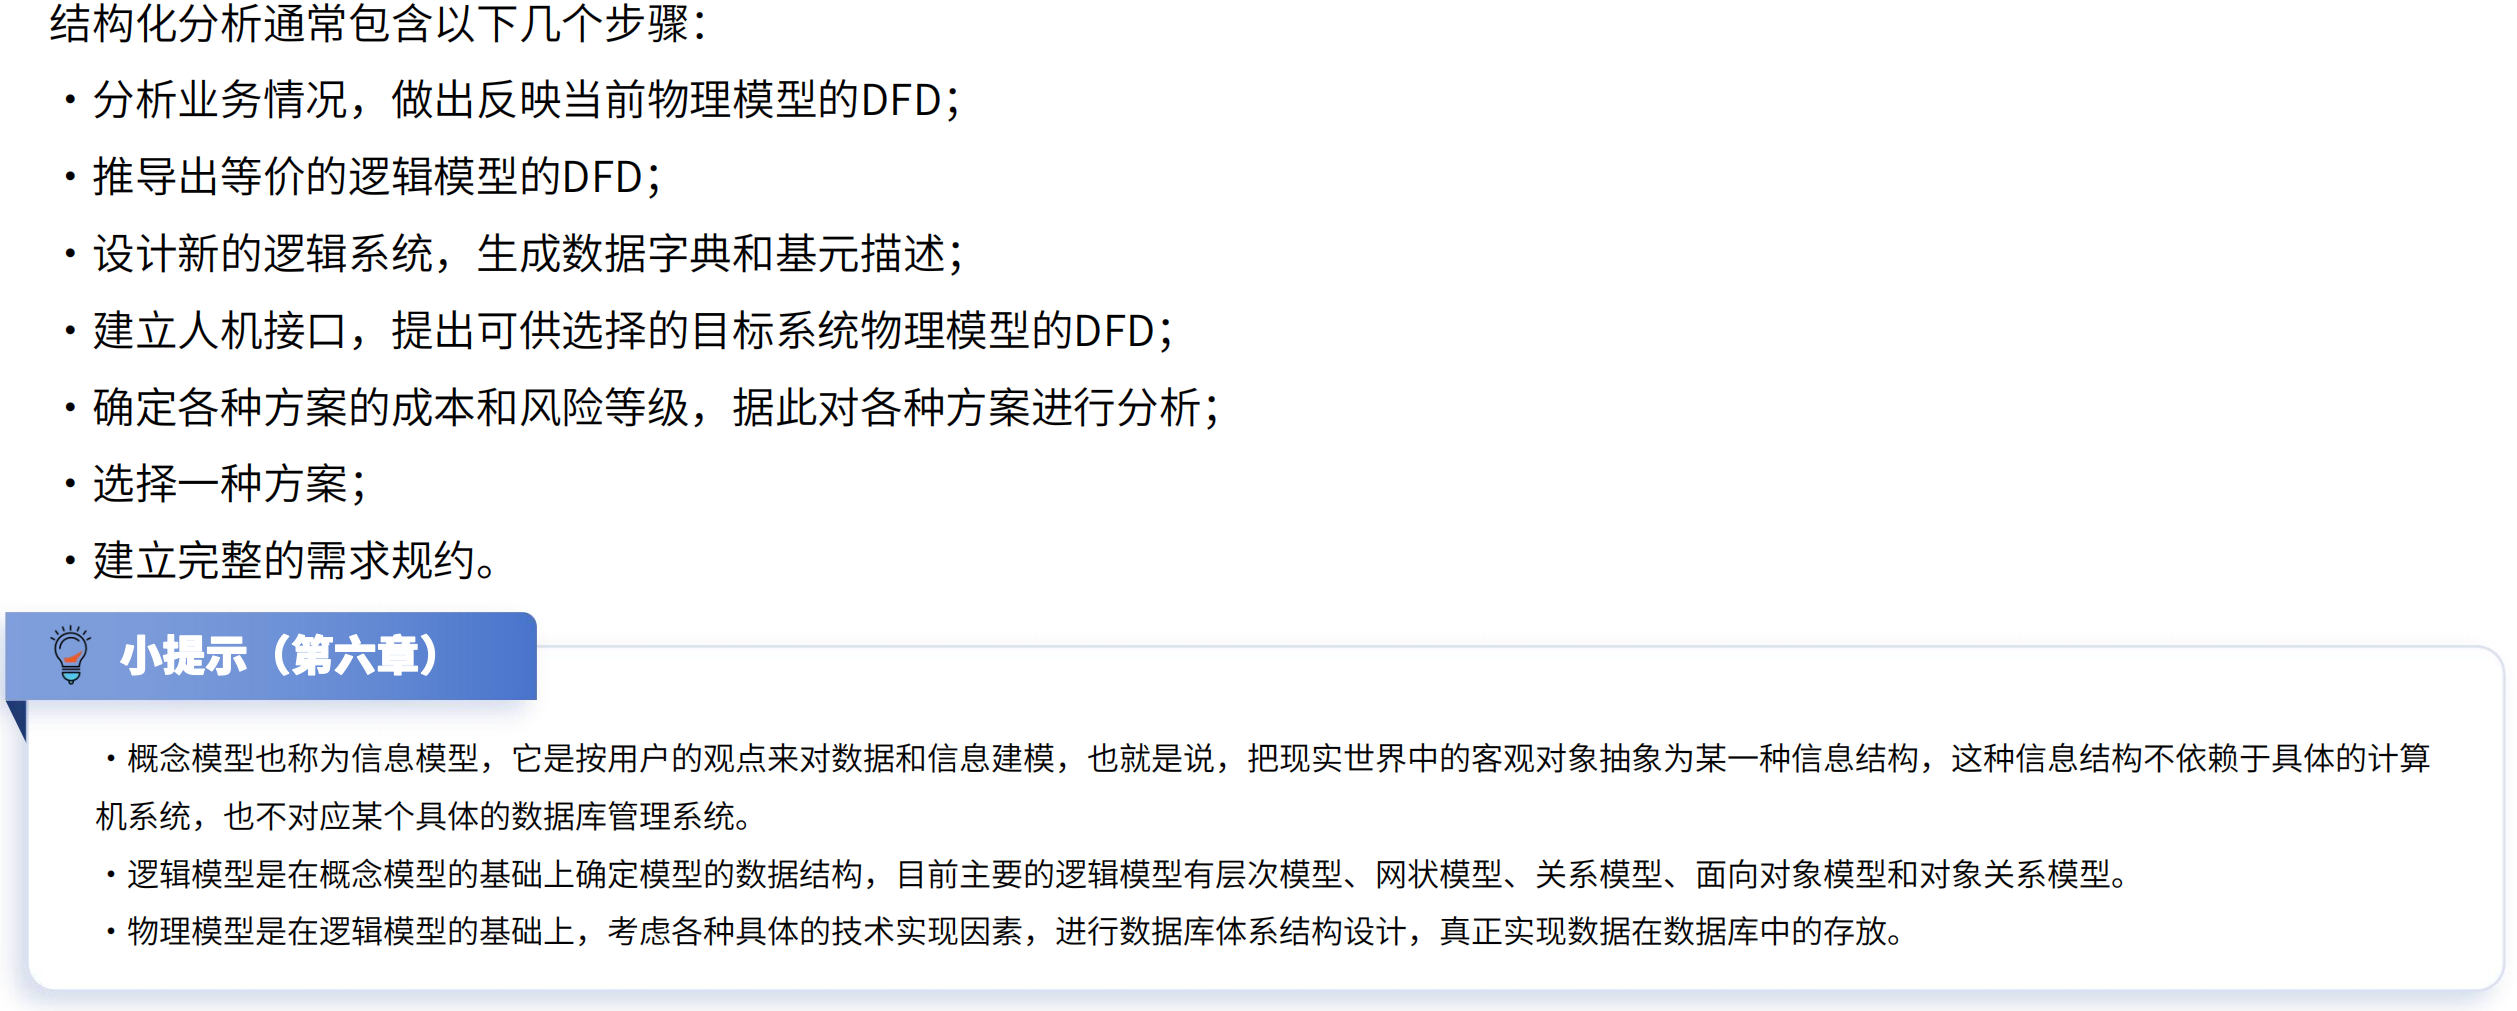 结构化分析通常包含以下几个步骤：
·分析业务情况，做出反映当前物理模型的DFD；
·推导出等价的逻辑模型的DFD；
·设计新的逻辑系统，生成数据字典和基元描述；
·建立人机接口，提出可供选择的目标系统物理模型的DFD；
·确定各种方案的成本和风险等级，据此对各种方案进行分析；
·选择一种方案；
·建立完整的需求规约。
小提示（第六章）
·概念模型也称为信息模型，它是按用户的观点来对数据和信息建模，也就是说，把现实世界中的客观对象抽象为某一种信息结构，这种信息结构不依赖于具体的计算
机系统，也不对应某个具体的数据库管理系统。
·逻辑模型是在概念模型的基础上确定模型的数据结构，目前主要的逻辑模型有层次模型、网状模型、关系模型、面向对象模型和对象关系模型。
·物理模型是在逻辑模型的基础上，考虑各种具体的技术实现因素，进行数据库体系结构设计，真正实现数据在数据库中的存放。